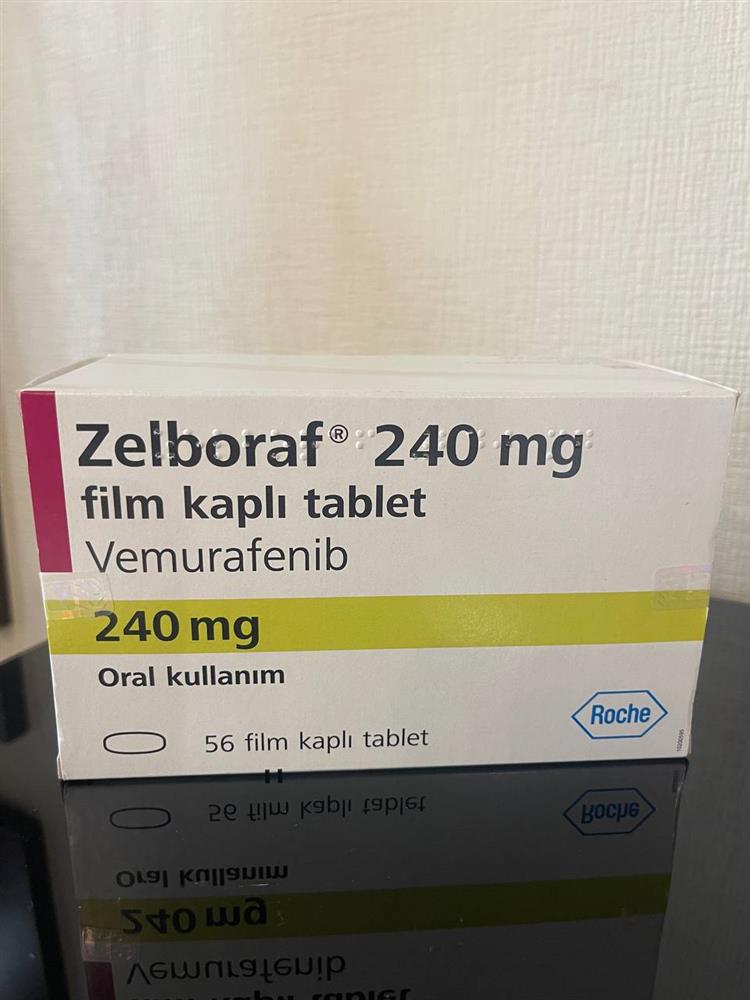 Zelboraf® 240 mg
film kaplı tablet
Vemurafenib
240 mg
Oral kullanım
56 film kaplı tablet
Roche